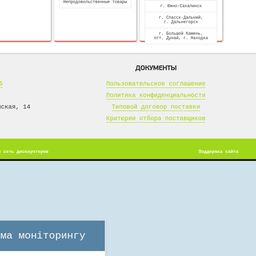 Непродовольственные товары
г. Южно-Сахалинск
г. Спасск-Дальний,
г. Дальнегорск
г. Большой Камень,
пгт. Дунай, г. Находка
ДОКУМЕНТЫ
Пользовательское соглашение
Политика конфиденциальности
ская, 14
Типовой договор поставки
Критерии отбора поставщиков
сеть дискаунтеров
Поддержка сайта
ма моніторингу